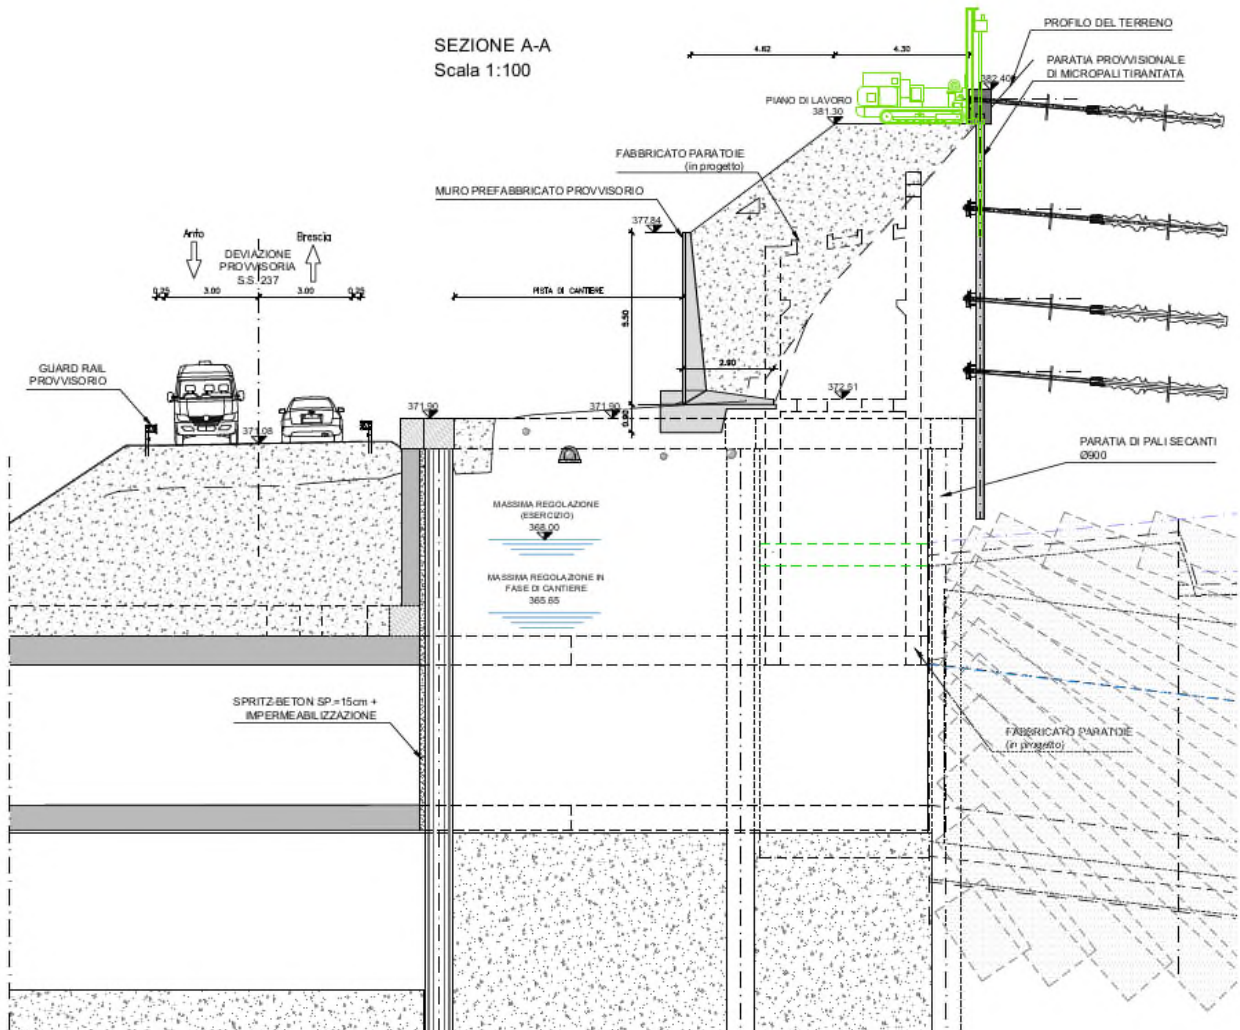 SEZIONE A-A
Scala 1:100
4.62
4.30
PROFILO DEL TERRENO
PARATIA PROVVISIONALE
DI MICROPALI TIRANTATA
382.40
PIANO DI LAVORO
381.30
FABBRICATO PARATOIE
(in progetto)
MURO PREFABBRICATO PROVVISORIO
377.84
Anfo
Brescia
DEVIAZIONE
PROVVISORIA
S.S. 237
0.25
3.00
3.00
0.25
PISTA DI CANTIERE
5.50
2.90
GUARD RAIL
PROVVISORIO
371.08
371.90
371.90
0.90
372.51
PARATIA DI PALI SECANTI
Ø900
MASSIMA REGOLAZIONE
(ESERCIZIO)
368.00
MASSIMA REGOLAZIONE IN
FASE DI CANTIERE
365.65
SPRITZ-BETON SP.=15cm +
IMPERMEABILIZZAZIONE
FABBRICATO PARATOIE
(in progetto)